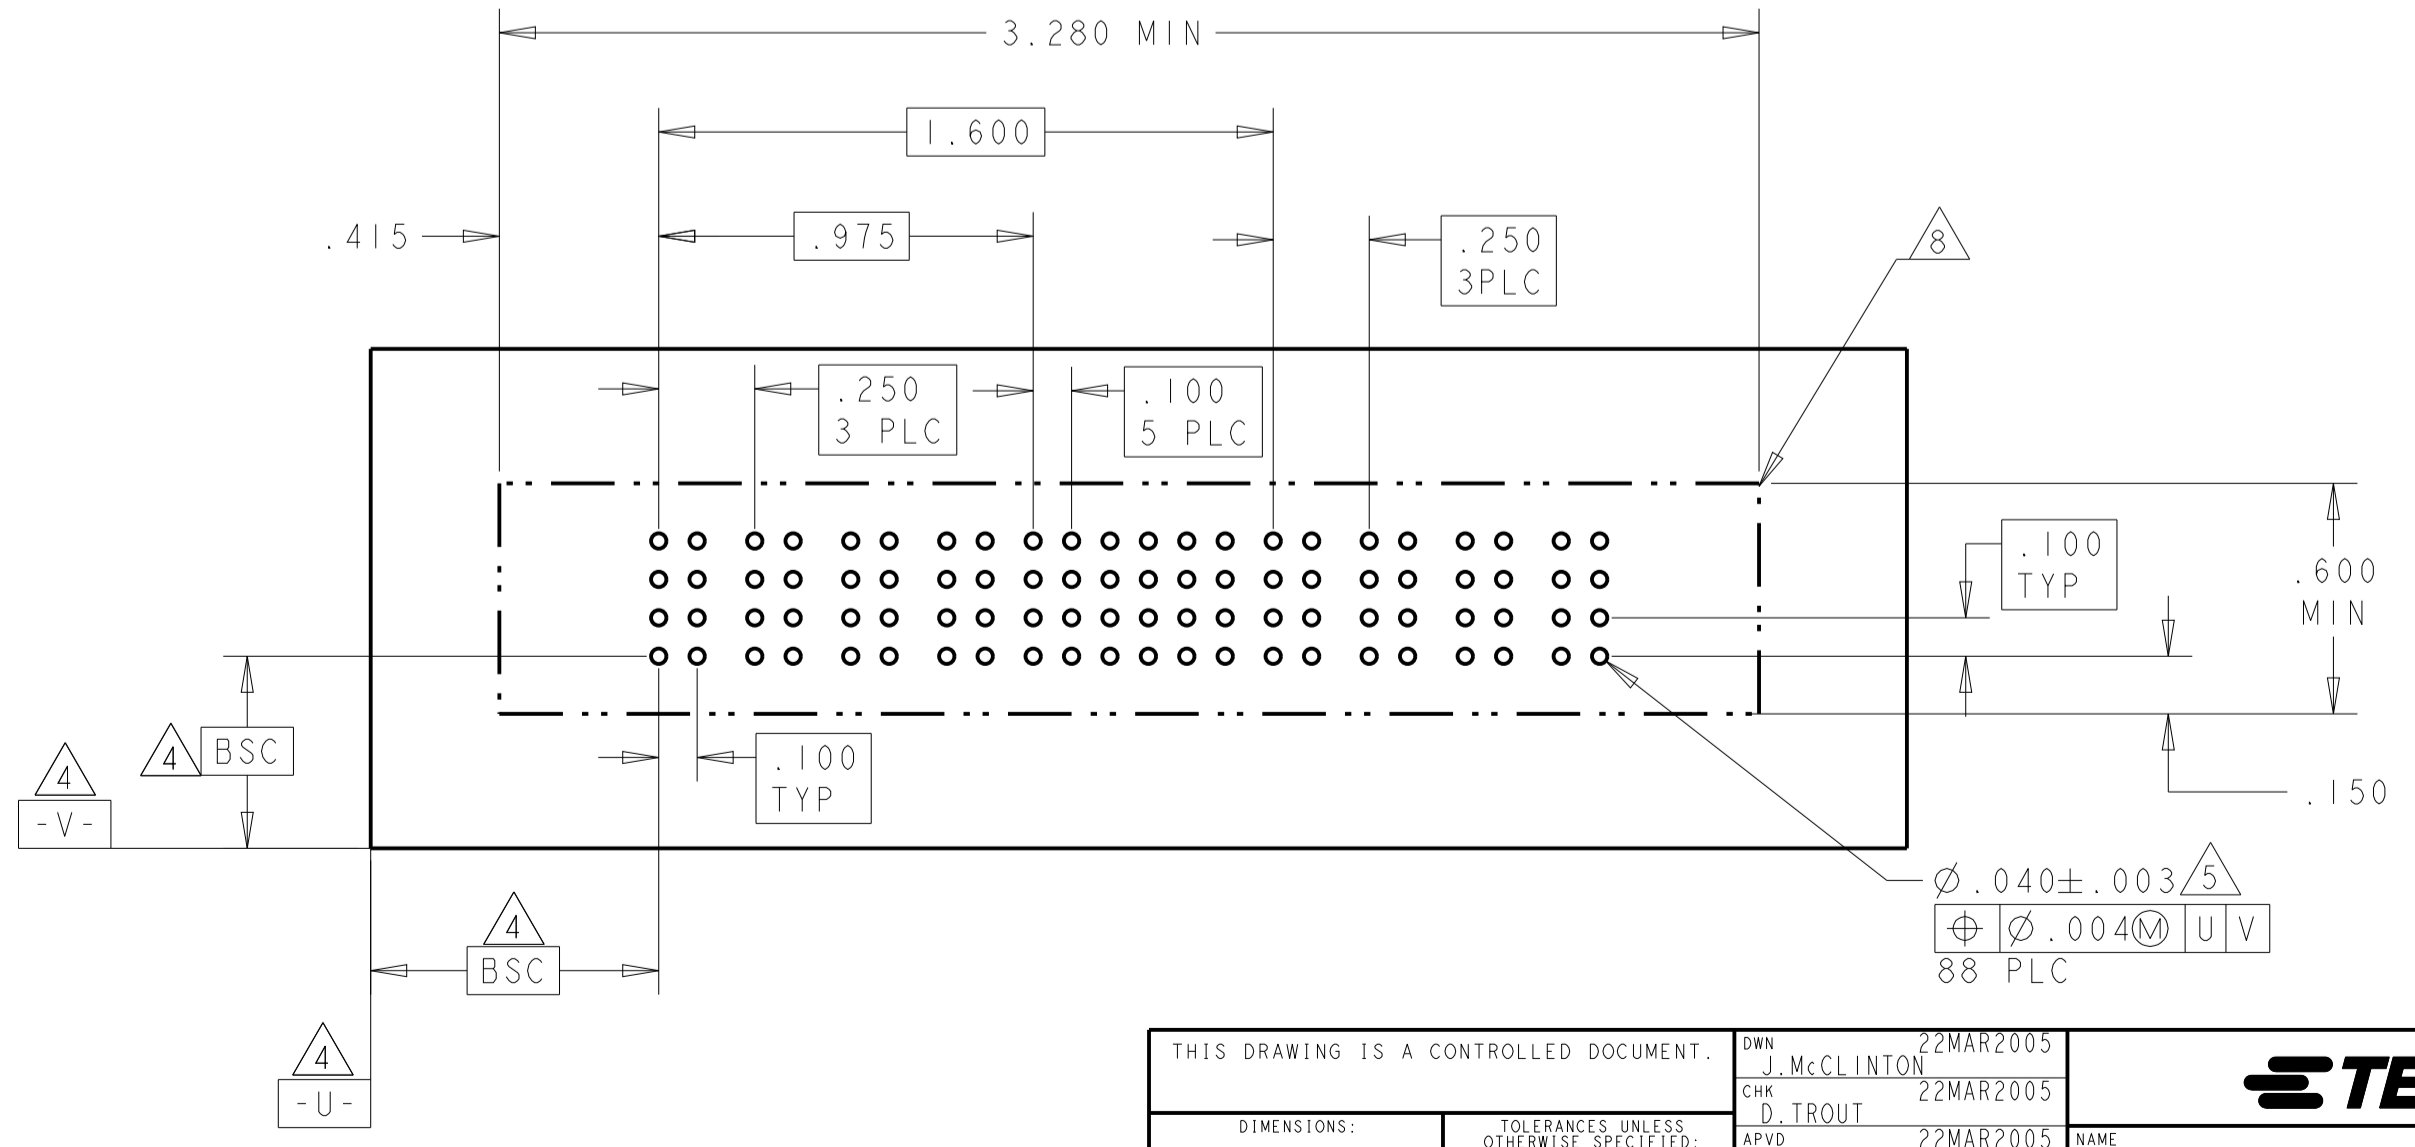 3.280 MIN
1.600
.415
.975
.250
3PLC
8
.250
3 PLC
.100
5 PLC
.100
TYP
.600
MIN
4
BSC
4
-V-
.100
TYP
.150
Ø.040±.003 5
⌖ Ø.004Ⓜ U V
88 PLC
4
BSC
4
-U-
THIS DRAWING IS A CONTROLLED DOCUMENT.
DWN 22MAR2005
J.McCLINTON
CHK 22MAR2005
D.TROUT
APVD 22MAR2005
DIMENSIONS:
TOLERANCES UNLESS
OTHERWISE SPECIFIED:
NAME
TE